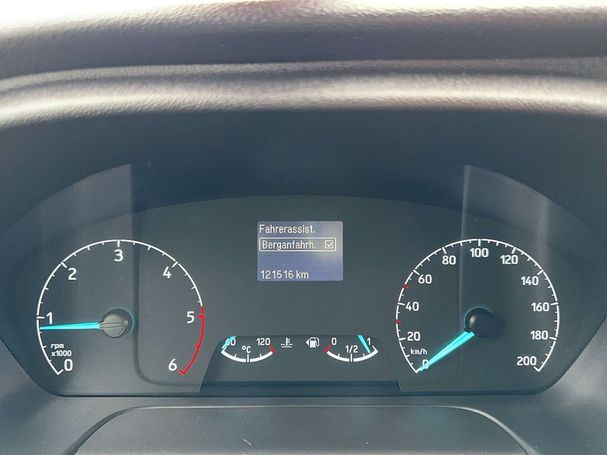 Fahrerassist.
Berganfahrh.
121516 km
0 1 2 3 4 5 6
rpm
x1000
60 120
°C
0 1/2 1
0 20 40 60 80 100 120 140 160 180 200
km/h